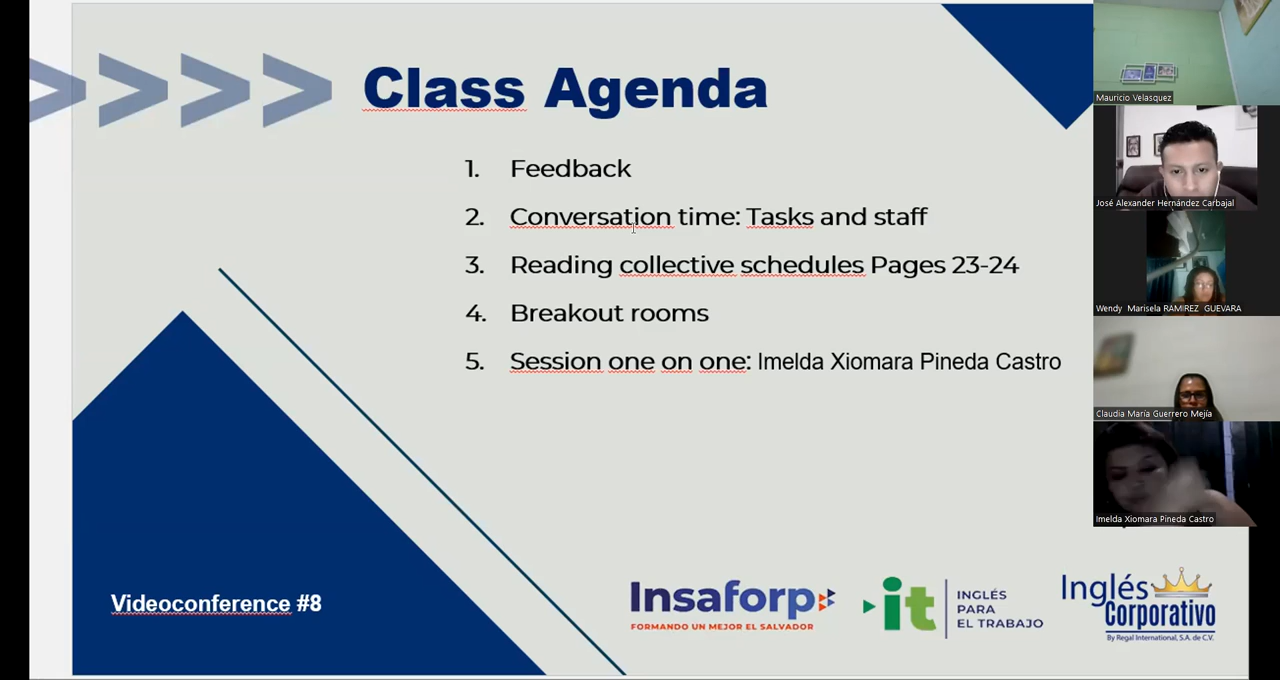 Class Agenda
1. Feedback
2. Conversation time: Tasks and staff
3. Reading collective schedules Pages 23-24
4. Breakout rooms
5. Session one on one: Imelda Xiomara Pineda Castro
Videoconference #8
Insaforp
FORMANDO UN MEJOR EL SALVADOR
it
INGLÉS
PARA
EL TRABAJO
Inglés
Corporativo
By Regal International, S.A. de C.V.
Mauricio Velasquez
José Alexander Hernández Carbajal
Wendy Marisela RAMIREZ GUEVARA
Claudia María Guerrero Mejía
Imelda Xiomara Pineda Castro